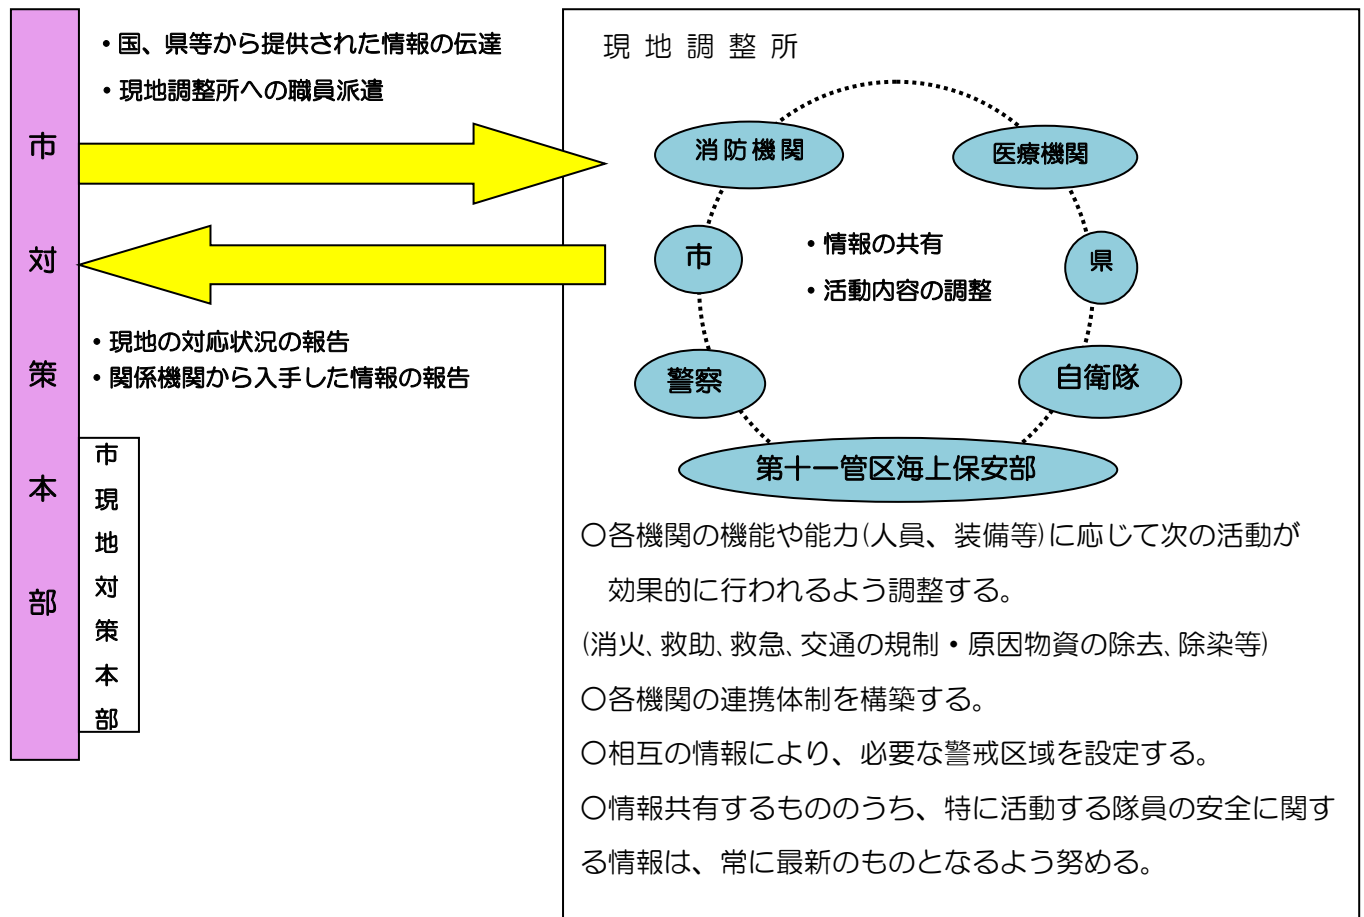 市対策本部
・国、県等から提供された情報の伝達
・現地調整所への職員派遣
・現地の対応状況の報告
・関係機関から入手した情報の報告
市現地対策本部
現地調整所
消防機関
医療機関
市
・情報の共有
・活動内容の調整
県
警察
自衛隊
第十一管区海上保安部
〇各機関の機能や能力(人員、装備等)に応じて次の活動が
効果的に行われるよう調整する。
(消火、救助、救急、交通の規制・原因物資の除去、除染等)
〇各機関の連携体制を構築する。
〇相互の情報により、必要な警戒区域を設定する。
〇情報共有するもののうち、特に活動する隊員の安全に関す
る情報は、常に最新のものとなるよう努める。